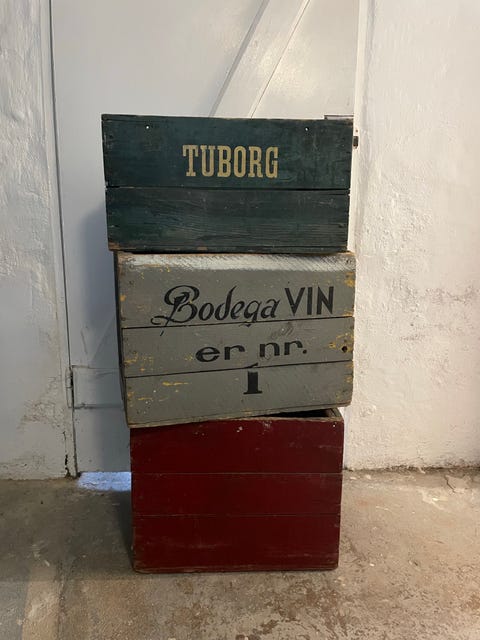 TUBORG
Bodega VIN
er nr.
1